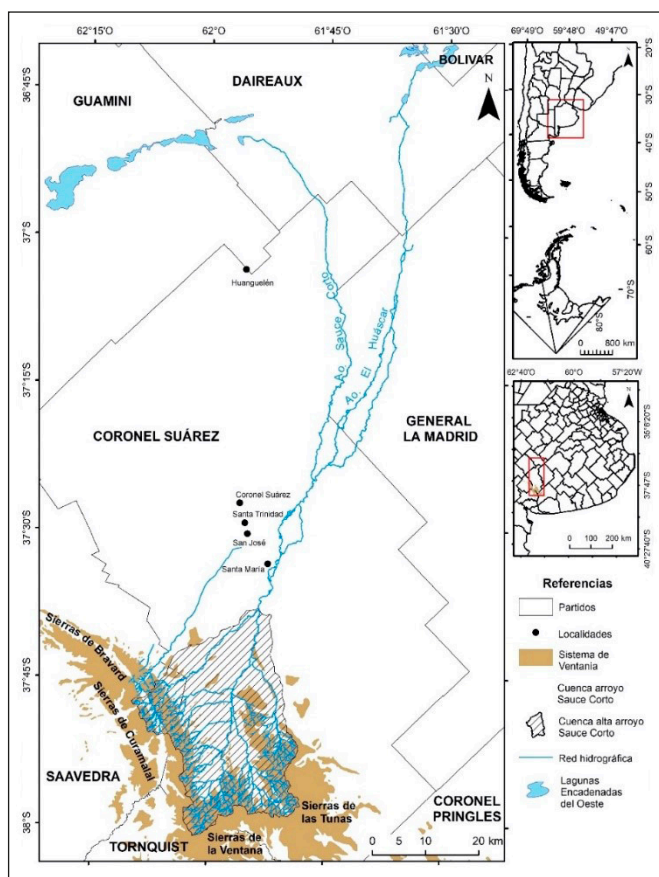 62°15'O
62°0'O
61°45'O
61°30'O
36°45'S
37°S
37°15'S
37°30'S
37°45'S
38°S
BOLIVAR
DAIREAUX
GUAMINI
N
Huanguelén
Ao. Sauce Corto
Ao. El Huáscar
CORONEL SUÁREZ
GENERAL
LA MADRID
Coronel Suárez
Santa Trinidad
San José
Santa María
Sierras de Bravard
Sierras de Curamalal
SAAVEDRA
Sierras de
las Tunas
CORONEL
PRINGLES
Sierras de
la Ventana
TORNQUIST
0 10 20
km
69°49'O 59°48'O 49°47'O
20°S
30°S
40°S
50°S
60°S
70°S
80°S
0 800
km
62°40'O 60°O 57°20'O
N
35°6'20'S
37°47'S
40°27'40'S
0 100 200
km
Referencias
Partidos
Localidades
Sistema de
Ventania
Cuenca arroyo
Sauce Corto
Cuenca alta arroyo
Sauce Corto
Red hidrográfica
Lagunas
Encadenadas
del Oeste